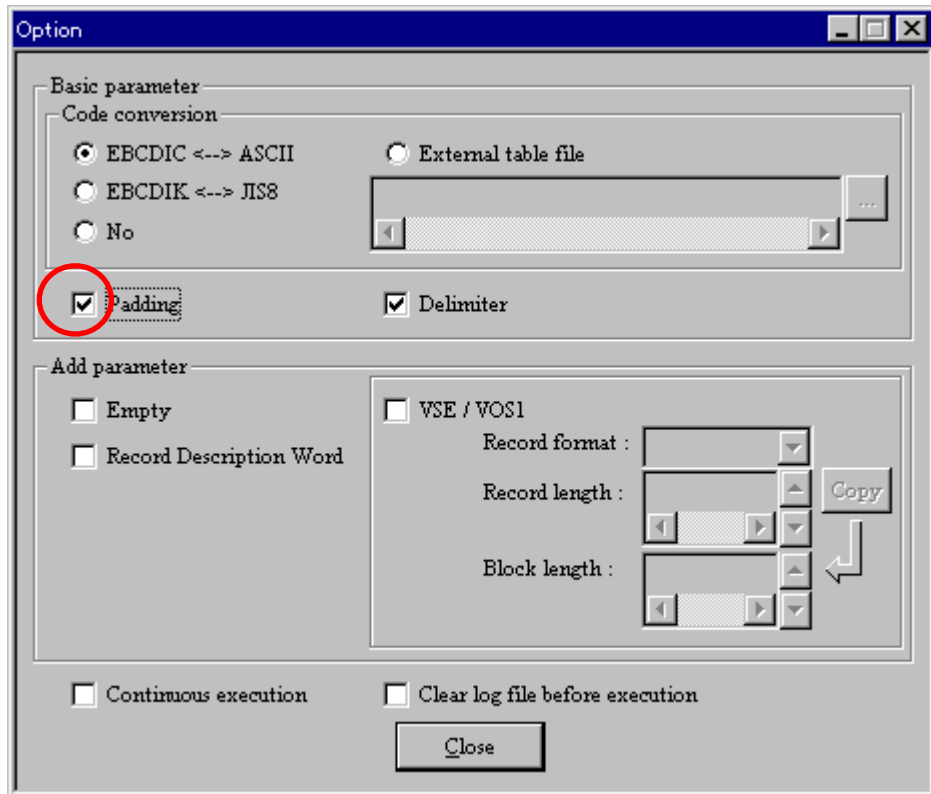 Option
Basic parameter
Code conversion
EBCDIC <--> ASCII
External table file
EBCDIK <--> JIS8
...
No
Padding
Delimiter
Add parameter
Empty
VSE / VOS1
Record Description Word
Record format :
Record length :
Copy
Block length :
Continuous execution
Clear log file before execution
Close